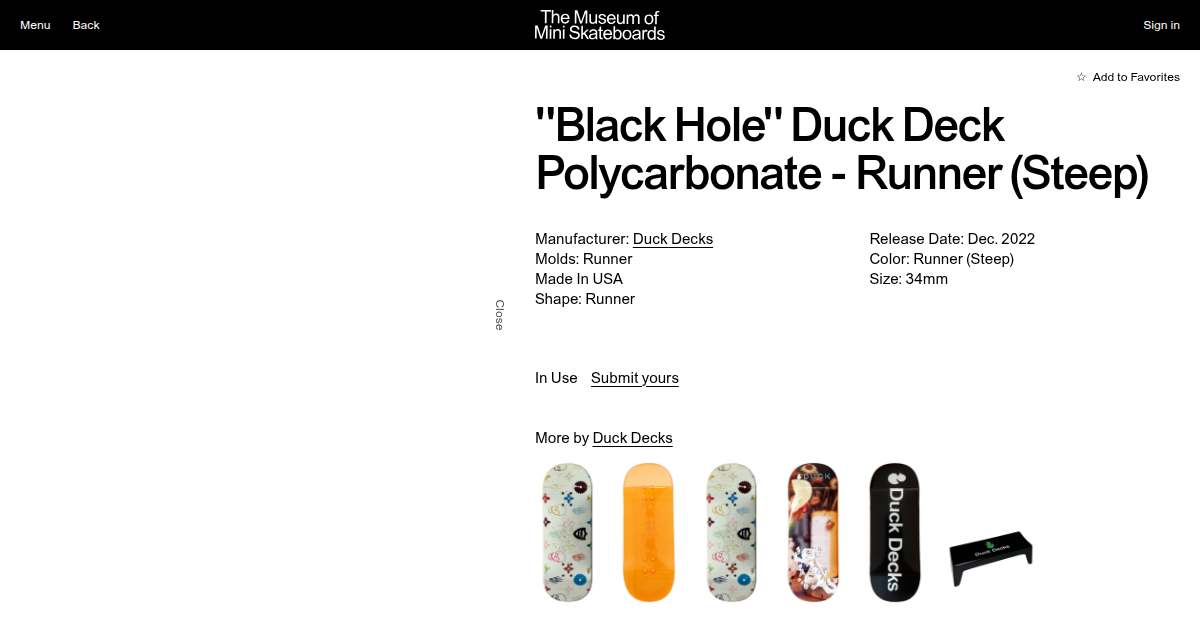 Menu
Back
The Museum of
Mini Skateboards
Sign in
☆ Add to Favorites
"Black Hole" Duck Deck
Polycarbonate - Runner (Steep)
Manufacturer: Duck Decks
Molds: Runner
Made In USA
Shape: Runner
Release Date: Dec. 2022
Color: Runner (Steep)
Size: 34mm
Close
In Use Submit yours
More by Duck Decks
DUCK
Duck Decks
Duck Decks